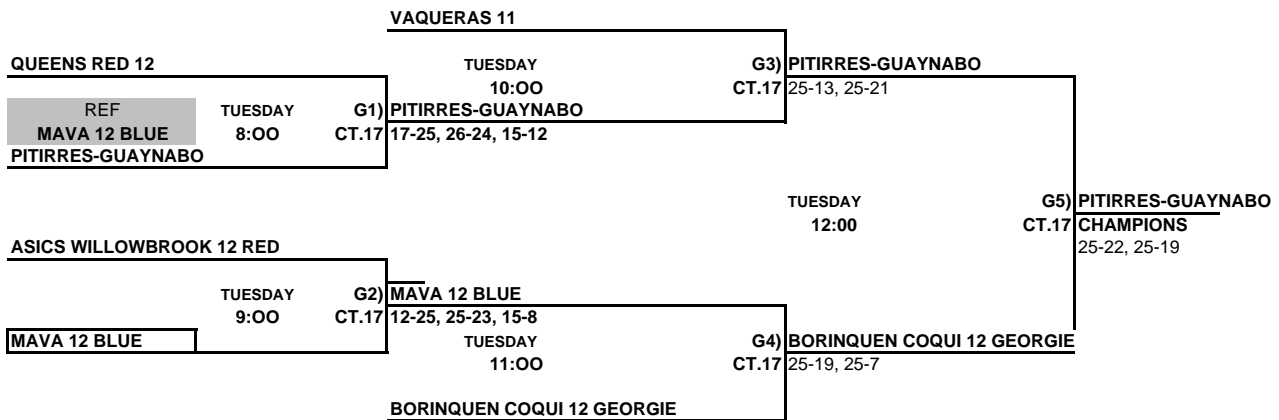 VAQUERAS 11
QUEENS RED 12 TUESDAY G3) PITIRRES-GUAYNABO
10:OO CT.17 25-13, 25-21
REF TUESDAY G1) PITIRRES-GUAYNABO
MAVA 12 BLUE 8:OO CT.17 17-25, 26-24, 15-12
PITIRRES-GUAYNABO
TUESDAY G5) PITIRRES-GUAYNABO
12:00 CT.17 CHAMPIONS
ASICS WILLOWBROOK 12 RED 25-22, 25-19
TUESDAY G2) MAVA 12 BLUE
9:OO CT.17 12-25, 25-23, 15-8
MAVA 12 BLUE TUESDAY G4) BORINQUEN COQUI 12 GEORGIE
11:OO CT.17 25-19, 25-7
BORINQUEN COQUI 12 GEORGIE